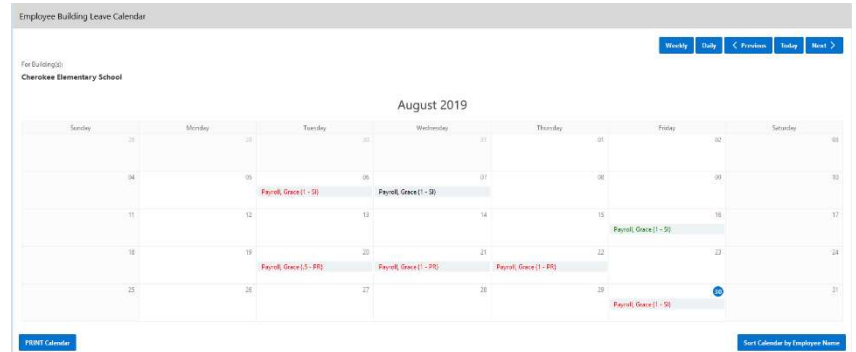 Employee Building Leave Calendar
Weekly Daily < Previous Today Next >
For Building(s):
Cherokee Elementary School
August 2019
Sunday Monday Tuesday Wednesday Thursday Friday Saturday
28 29 30 31 01 02 03
04 05 06 07 08 09 10
Payroll, Grace (1 - SI) Payroll, Grace (1 - SI)
11 12 13 14 15 16 17
Payroll, Grace (1 - SI)
18 19 20 21 22 23 24
Payroll, Grace (.5 - PR) Payroll, Grace (1 - PR) Payroll, Grace (1 - PR)
25 26 27 28 29 30 31
Payroll, Grace (1 - SI)
PRINT Calendar Sort Calendar by Employee Name